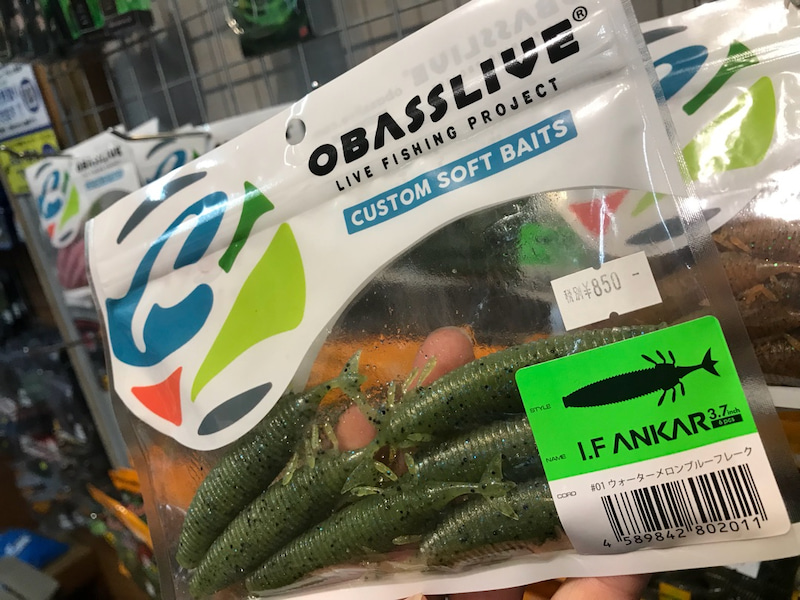 OBASSLIVE®
LIVE FISHING PROJECT
CUSTOM SOFT BAITS
税別¥850-
STYLE
NAME I.F ANKAR 3.7inch
6 pcs
CORO #01 ウォーターメロンブルーフレーク
4 589842 802011